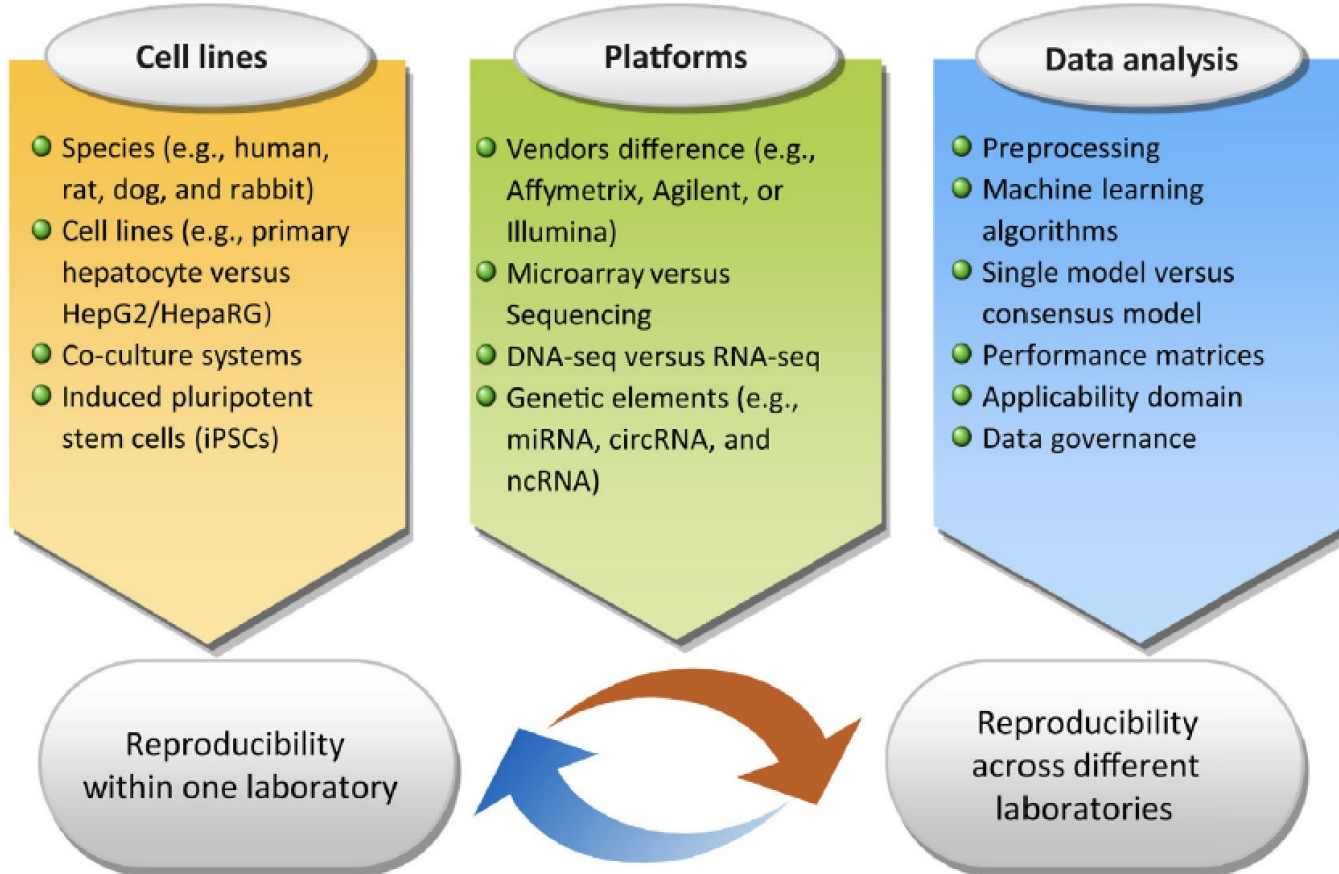 Cell lines
Species (e.g., human,
rat, dog, and rabbit)
Cell lines (e.g., primary
hepatocyte versus
HepG2/HepaRG)
Co-culture systems
Induced pluripotent
stem cells (iPSCs)
Platforms
Vendors difference (e.g.,
Affymetrix, Agilent, or
Illumina)
Microarray versus
Sequencing
DNA-seq versus RNA-seq
Genetic elements (e.g.,
miRNA, circRNA, and
ncRNA)
Data analysis
Preprocessing
Machine learning
algorithms
Single model versus
consensus model
Performance matrices
Applicability domain
Data governance
Reproducibility
within one laboratory
Reproducibility
across different
laboratories